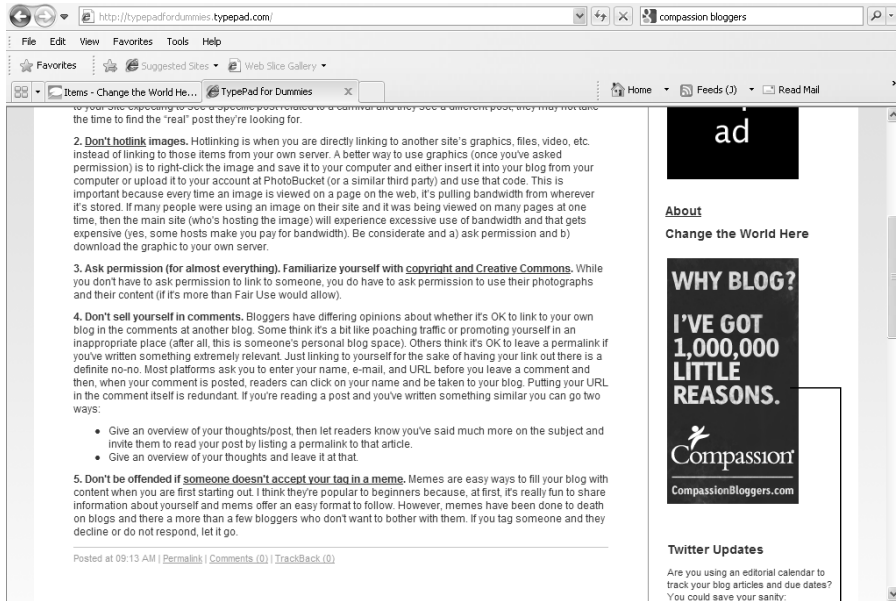 http://typepadfordummies.typepad.com/
compassion bloggers
File Edit View Favorites Tools Help
Favorites Suggested Sites Web Slice Gallery
Items - Change the World He... TypePad for Dummies X Home Feeds (J) Read Mail
to your site expecting to see a specific post related to a carnival and they see a different post, they may not take
the time to find the “real” post they’re looking for.
2. Don't hotlink images. Hotlinking is when you are directly linking to another site's graphics, files, video, etc.
instead of linking to those items from your own server. A better way to use graphics (once you've asked
permission) is to right-click the image and save it to your computer and either insert it into your blog from your
computer or upload it to your account at PhotoBucket (or a similar third party) and use that code. This is
important because every time an image is viewed on a page on the web, it's pulling bandwidth from wherever
it's stored. If many people were using an image on their site and it was being viewed on many pages at one
time, then the main site (who's hosting the image) will experience excessive use of bandwidth and that gets
expensive (yes, some hosts make you pay for bandwidth). Be considerate and a) ask permission and b)
download the graphic to your own server.
3. Ask permission (for almost everything). Familiarize yourself with copyright and Creative Commons. While
you don't have to ask permission to link to someone, you do have to ask permission to use their photographs
and their content (if it's more than Fair Use would allow).
4. Don't sell yourself in comments. Bloggers have differing opinions about whether it's OK to link to your own
blog in the comments at another blog. Some think it's a bit like poaching traffic or promoting yourself in an
inappropriate place (after all, this is someone's personal blog space). Others think it's OK to leave a permalink if
you've written something extremely relevant. Just linking to yourself for the sake of having your link out there is a
definite no-no. Most platforms ask you to enter your name, e-mail, and URL before you leave a comment and
then, when your comment is posted, readers can click on your name and be taken to your blog. Putting your URL
in the comment itself is redundant. If you're reading a post and you've written something similar you can go two
ways:
• Give an overview of your thoughts/post, then let readers know you've said much more on the subject and
invite them to read your post by listing a permalink to that article.
• Give an overview of your thoughts and leave it at that.
5. Don't be offended if someone doesn't accept your tag in a meme. Memes are easy ways to fill your blog with
content when you are first starting out. I think they're popular to beginners because, at first, it's really fun to share
information about yourself and mems offer an easy format to follow. However, memes have been done to death
on blogs and there a more than a few bloggers who don't want to bother with them. If you tag someone and they
decline or do not respond, let it go.
Posted at 09:13 AM | Permalink | Comments (0) | TrackBack (0)
ad
About
Change the World Here
WHY BLOG?
I'VE GOT
1,000,000
LITTLE
REASONS.
Compassion
CompassionBloggers.com
Twitter Updates
Are you using an editorial calendar to
track your blog articles and due dates?
You could save your sanity: